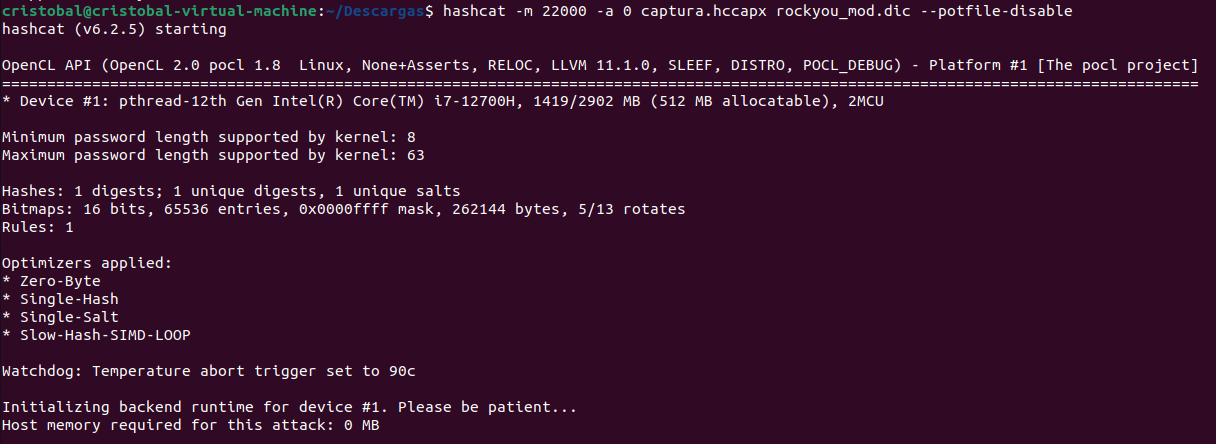 cristobal@cristobal-virtual-machine:~/Descargas$ hashcat -m 22000 -a 0 captura.hccapx rockyou_mod.dic --potfile-disable
hashcat (v6.2.5) starting
OpenCL API (OpenCL 2.0 pocl 1.8  Linux, None+Asserts, RELOC, LLVM 11.1.0, SLEEF, DISTRO, POCL_DEBUG) - Platform #1 [The pocl project]
=====================================================================================================================================
* Device #1: pthread-12th Gen Intel(R) Core(TM) i7-12700H, 1419/2902 MB (512 MB allocatable), 2MCU
Minimum password length supported by kernel: 8
Maximum password length supported by kernel: 63
Hashes: 1 digests; 1 unique digests, 1 unique salts
Bitmaps: 16 bits, 65536 entries, 0x0000ffff mask, 262144 bytes, 5/13 rotates
Rules: 1
Optimizers applied:
* Zero-Byte
* Single-Hash
* Single-Salt
* Slow-Hash-SIMD-LOOP
Watchdog: Temperature abort trigger set to 90c
Initializing backend runtime for device #1. Please be patient...
Host memory required for this attack: 0 MB